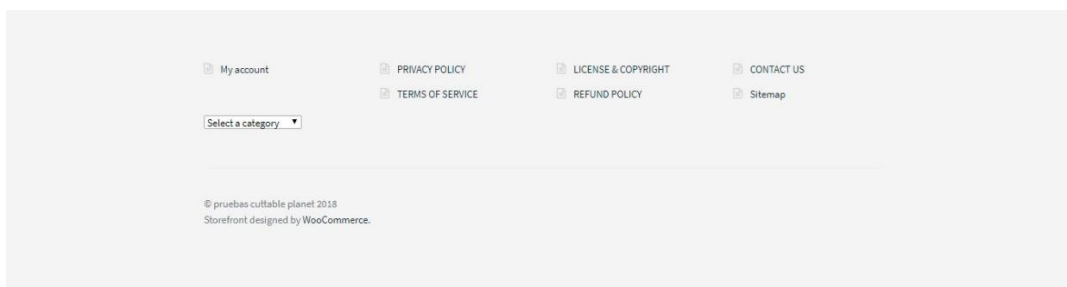 My account
PRIVACY POLICY
TERMS OF SERVICE
LICENSE & COPYRIGHT
REFUND POLICY
CONTACT US
Sitemap
Select a category
© pruebas cuttable planet 2018
Storefront designed by WooCommerce.